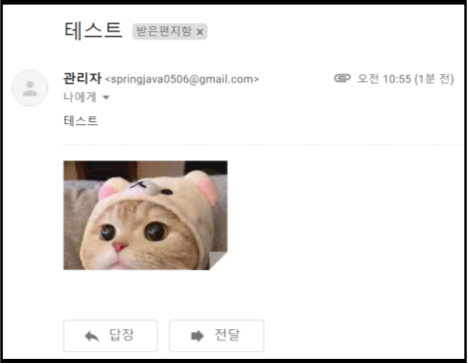 테스트 받은편지함 x
관리자 <springjava0506@gmail.com> 오전 10:55 (1분 전)
나에게
테스트
답장 전달